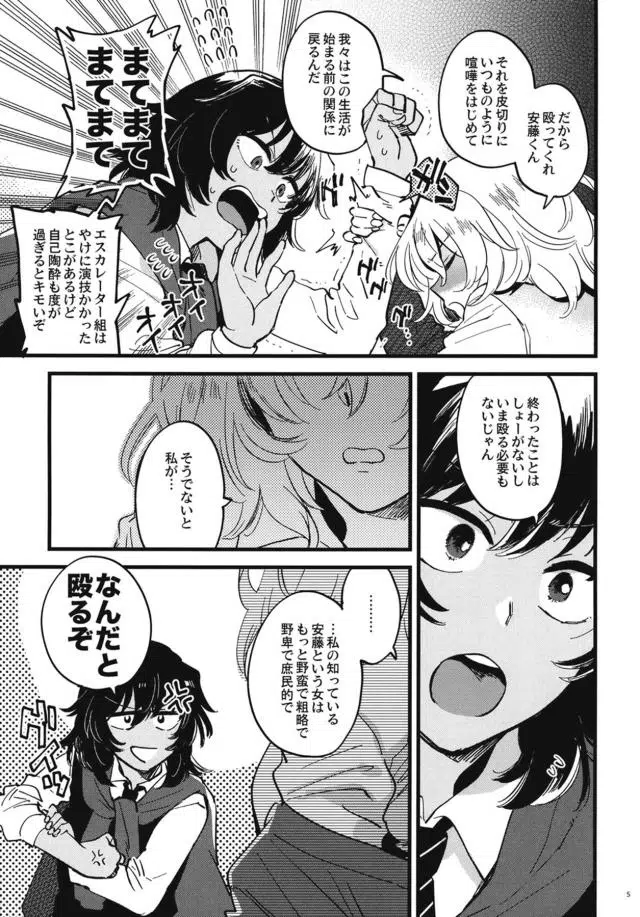 だから
殴ってくれ
安藤くん
それを皮切りに
いつものように
喧嘩をはじめて
我々はこの生活が
始まる前の関係に
戻るんだ
まてまて
まてまて
オイ
オイ
オイ
エスカレーター組は
やけに演技かかった
とこがあるけど
自己陶酔も度が
過ぎるとキモいぞ
終わったことは
しょーがないし
いま殴る必要も
ないじゃん
そうでないと
私が…
………
…私の知っている
安藤という女は
もっと野蛮で粗略で
野卑で庶民的で
なんだと
殴るぞ
グイッ
5